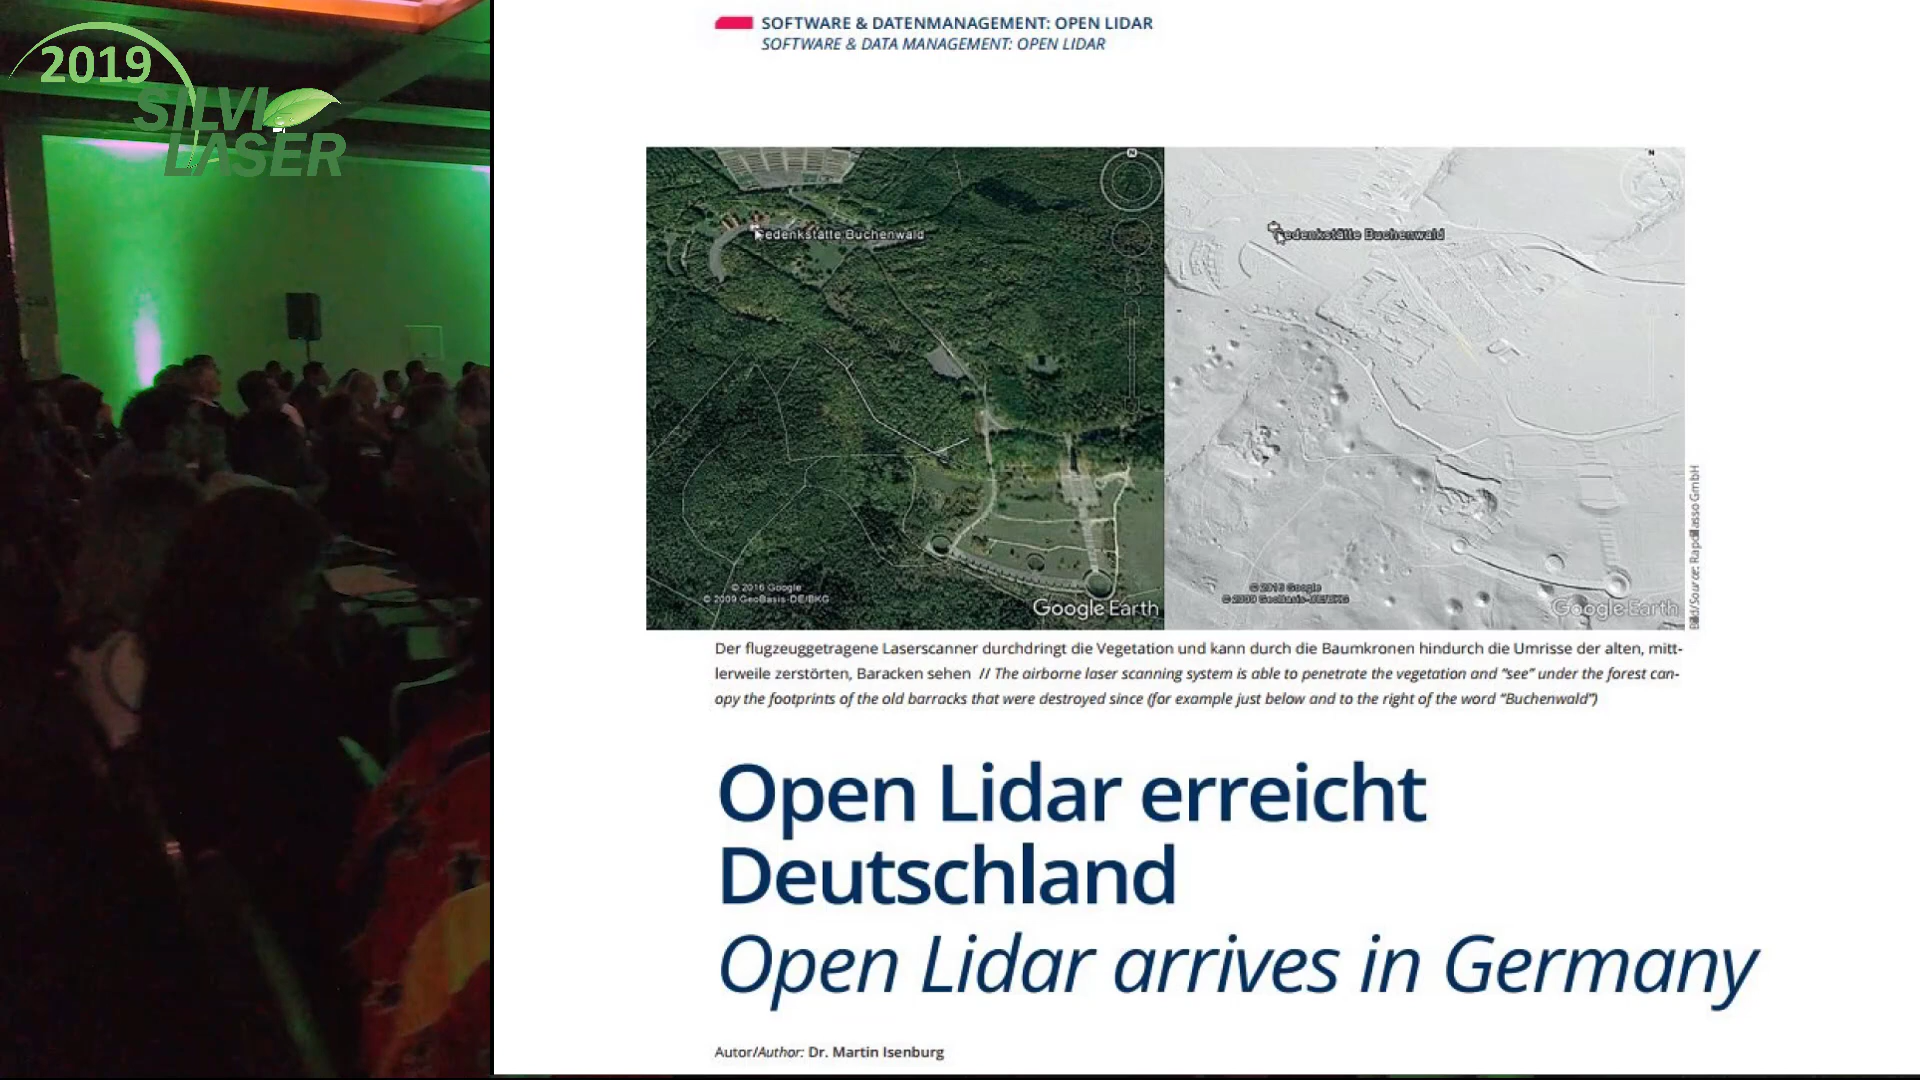 2019
SILVI
LASER
SOFTWARE & DATENMANAGEMENT: OPEN LIDAR
SOFTWARE & DATA MANAGEMENT: OPEN LIDAR
N
N
Gedenkstätte Buchenwald
Gedenkstätte Buchenwald
© 2016 Google
© 2009 GeoBasis-DE/BKG
Google Earth
© 2016 Google
© 2009 GeoBasis-DE/BKG
Google Earth
Bild/Source: Rapidlasso GmbH
Der flugzeuggetragene Laserscanner durchdringt die Vegetation und kann durch die Baumkronen hindurch die Umrisse der alten, mitt-
lerweile zerstörten, Baracken sehen // The airborne laser scanning system is able to penetrate the vegetation and “see” under the forest can-
opy the footprints of the old barracks that were destroyed since (for example just below and to the right of the word “Buchenwald”)
Open Lidar erreicht
Deutschland
Open Lidar arrives in Germany
Autor/Author: Dr. Martin Isenburg